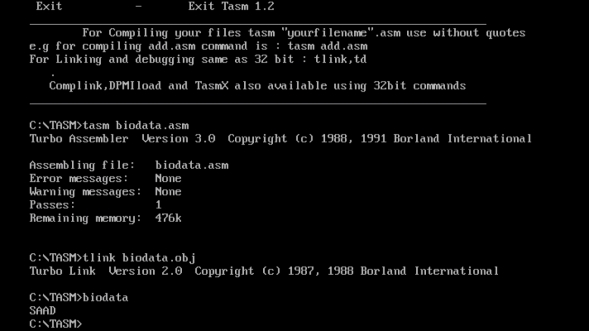 Exit - Exit Tasm 1.2
For Compiling your files tasm "yourfilename".asm use without quotes
e.g for compiling add.asm command is : tasm add.asm
For Linking and debugging same as 32 bit : tlink,td
.
Complink,DPMIload and TasmX also available using 32bit commands
C:\TASM>tasm biodata.asm
Turbo Assembler Version 3.0 Copyright (c) 1988, 1991 Borland International
Assembling file: biodata.asm
Error messages: None
Warning messages: None
Passes: 1
Remaining memory: 476k
C:\TASM>tlink biodata.obj
Turbo Link Version 2.0 Copyright (c) 1987, 1988 Borland International
C:\TASM>biodata
SAAD
C:\TASM>